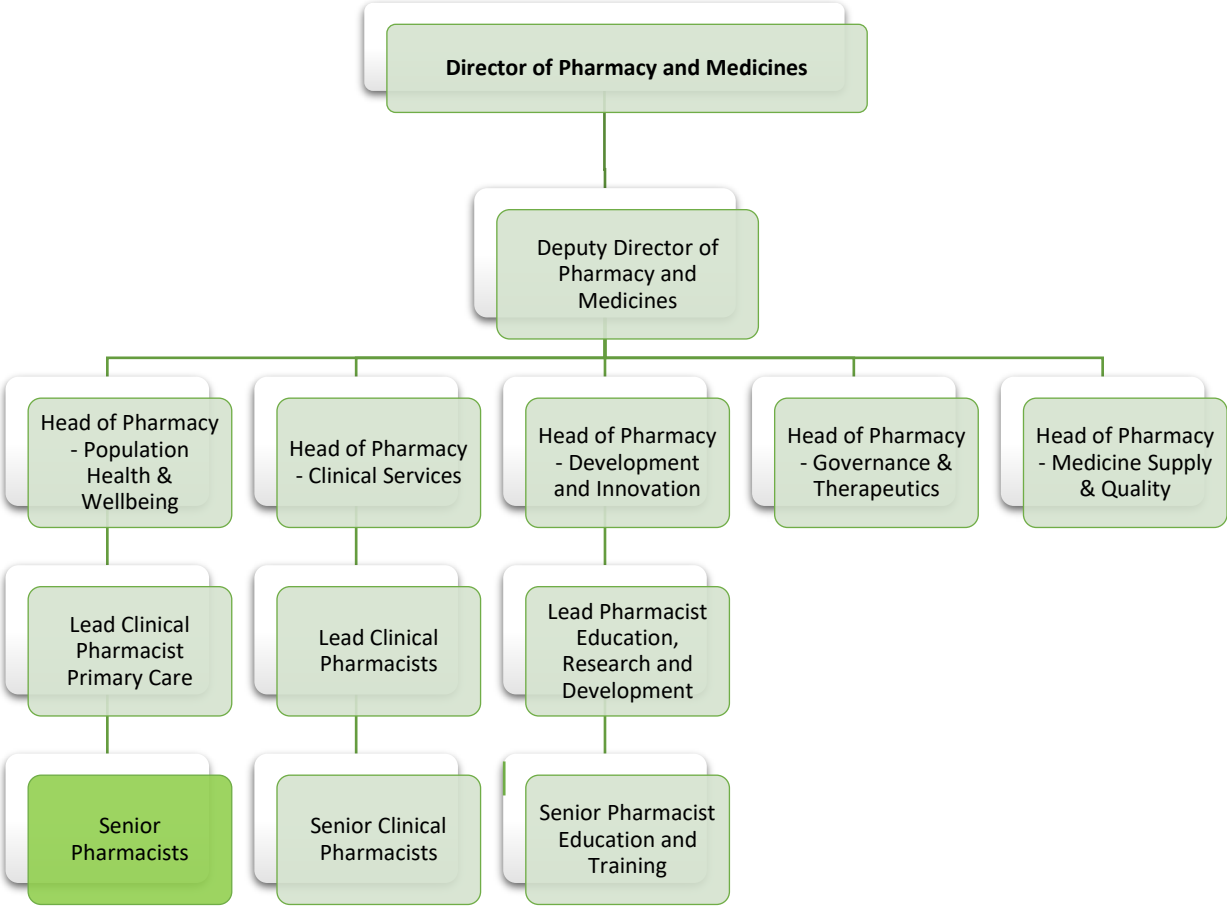 Director of Pharmacy and Medicines
Deputy Director of
Pharmacy and
Medicines
Head of Pharmacy
- Population
Health &
Wellbeing
Head of Pharmacy
- Clinical Services
Head of Pharmacy
- Development
and Innovation
Head of Pharmacy
- Governance &
Therapeutics
Head of Pharmacy
- Medicine Supply
& Quality
Lead Clinical
Pharmacist
Primary Care
Lead Clinical
Pharmacists
Lead Pharmacist
Education,
Research and
Development
Senior
Pharmacists
Senior Clinical
Pharmacists
Senior Pharmacist
Education and
Training